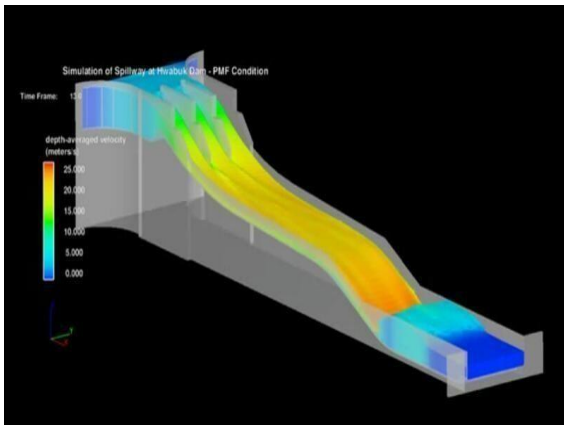 Simulation of Spillway at Hwabuk Dam - PMF Condition
Time Frame:
depth-averaged velocity
(meters/s)
25.000
20.000
15.000
10.000
5.000
0.000